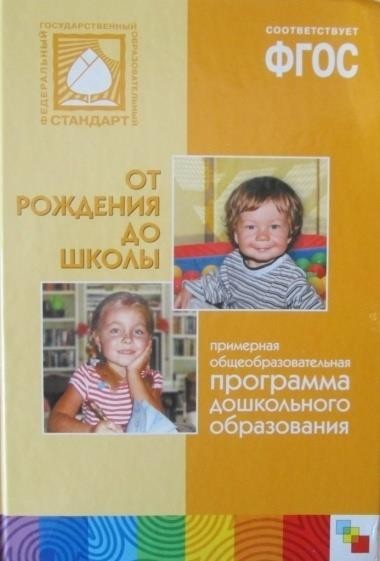 ФЕДЕРАЛЬНЫЙ
ГОСУДАРСТВЕННЫЙ
ОБРАЗОВАТЕЛЬНЫЙ
СТАНДАРТ
СООТВЕТСТВУЕТ
ФГОС
ОТ
РОЖДЕНИЯ
ДО
ШКОЛЫ
примерная
общеобразовательная
программа
дошкольного
образования